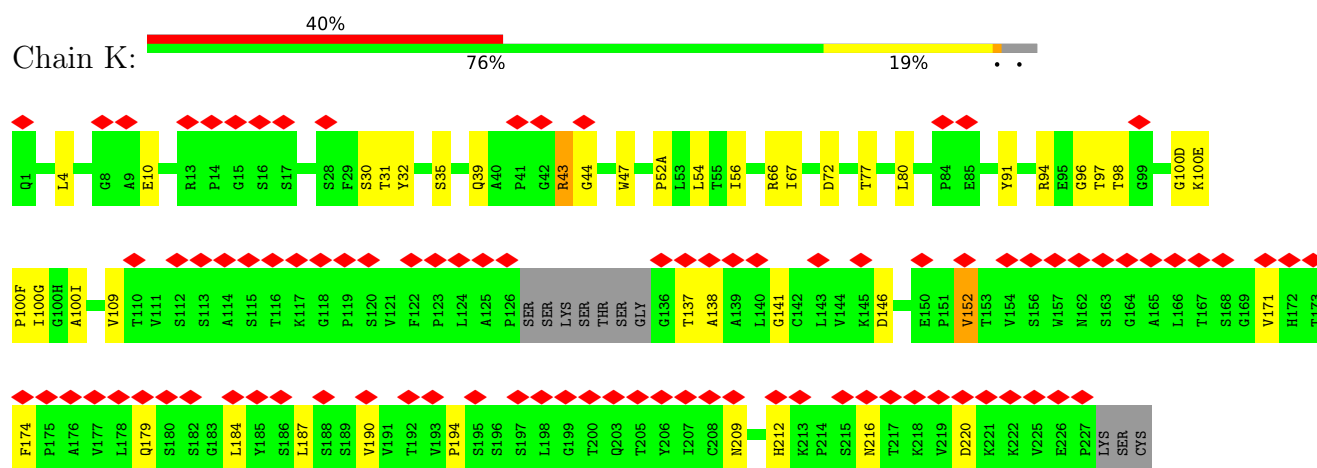 40%
Chain K:
76% 19% • •
Q1 L4 G8 A9 E10 R13 P14 G15 S16 S17 S28 F29 S30 T31 Y32 S35 Q39 A40 P41 G42 R43 G44 W47 P52A L53 L54 T55 I56 R66 I67 D72 T77 L80 P84 E85 Y91 R94 E95 G96 T97 T98 G99 G100D K100E
P100F I100G G100H A100I V109 T110 V111 S112 S113 A114 S115 T116 K117 G118 P119 S120 V121 F122 P123 L124 A125 P126 SER SER LYS SER THR SER GLY G136 T137 A138 A139 L140 G141 C142 L143 V144 K145 D146 E150 P151 V152 T153 V154 S156 W157 N162 S163 G164 A165 L166 T167 S168 G169 V171 H172 T173
F174 P175 A176 V177 L178 Q179 S180 S182 G183 L184 Y185 S186 L187 S188 S189 V190 V191 T192 V193 P194 S195 S196 S197 L198 G199 T200 Q203 T205 Y206 I207 C208 N209 H212 K213 P214 S215 N216 T217 K218 V219 D220 K221 K222 V225 E226 P227 LYS SER CYS